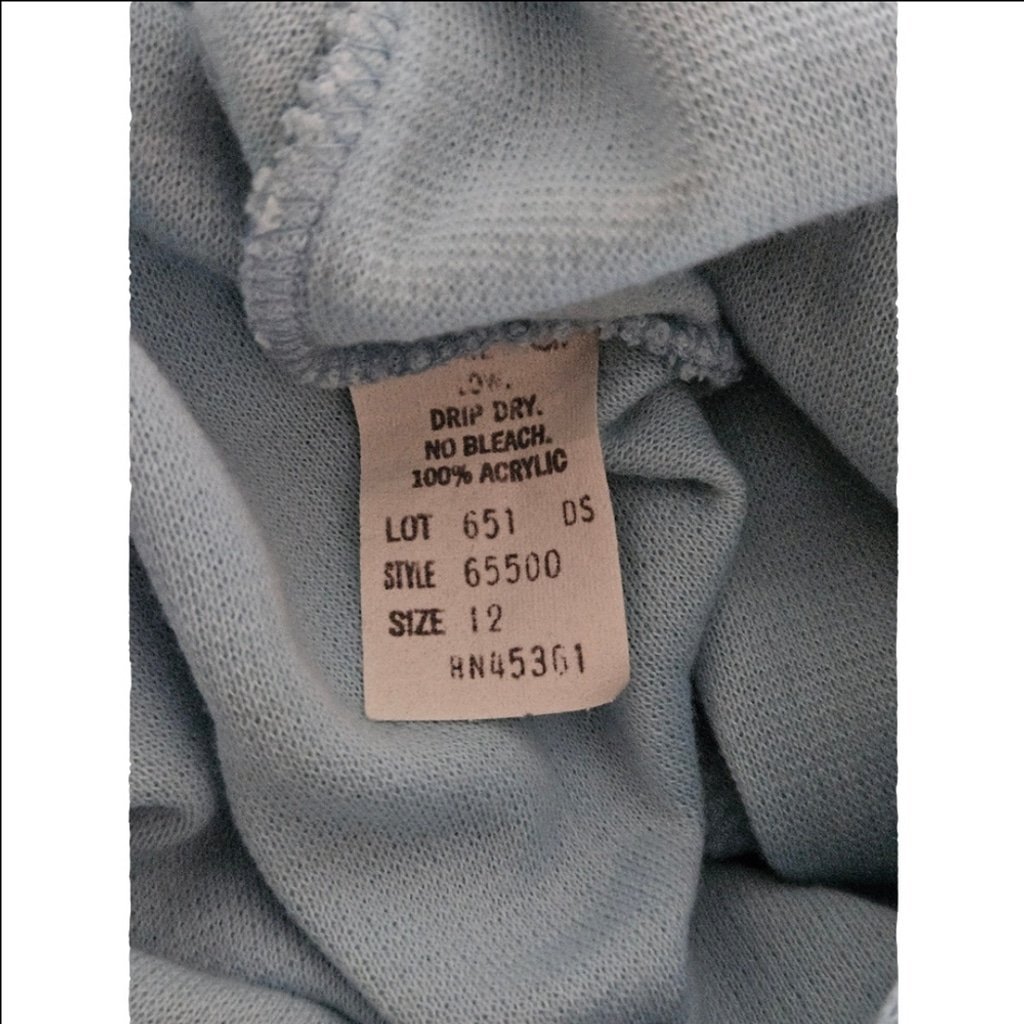 DRIP DRY.
NO BLEACH.
100% ACRYLIC
LOT 651 DS
STYLE 65500
SIZE 12
RN45361